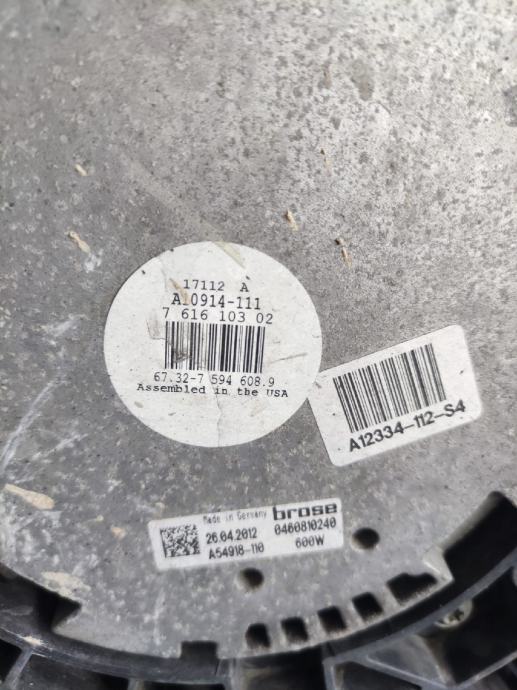 17112 A
A10914-111
7 616 103 02
67.32-7 594 608.9
Assembled in the USA
A12334-112-S4
Made in Germany brose
26.04.2012 0460810240
A54918-110 600W